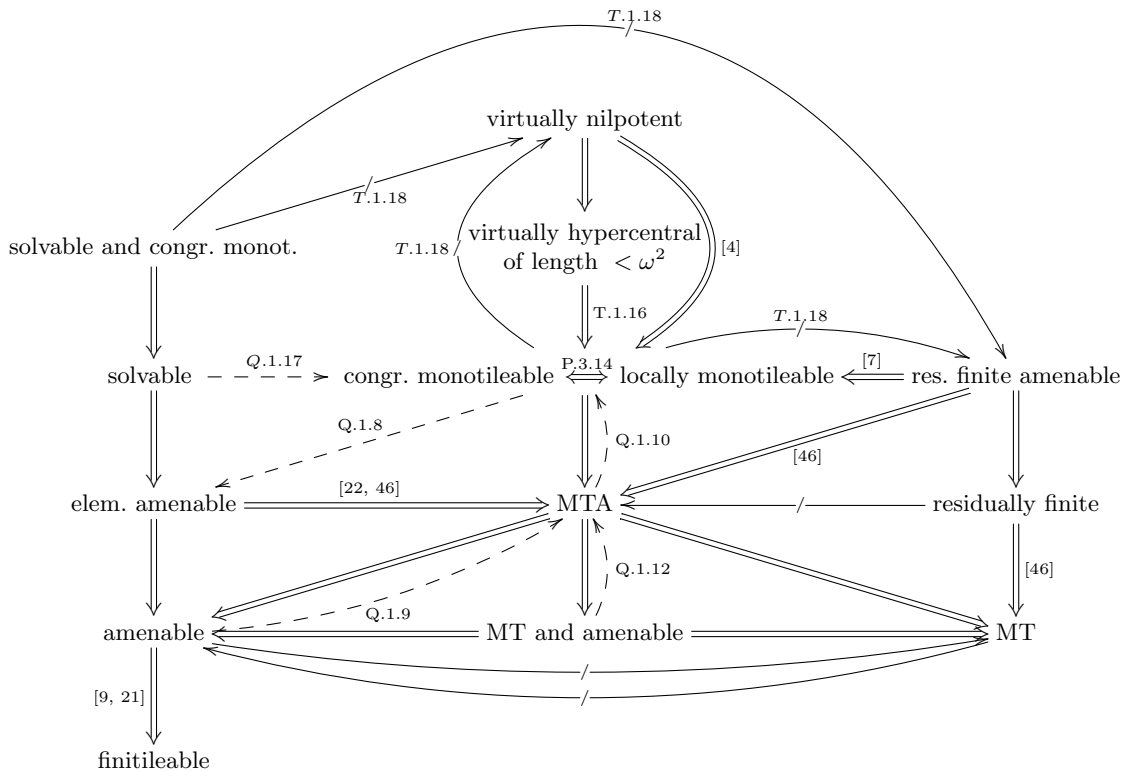 T.1.18
virtually nilpotent
T.1.18
solvable and congr. monot.
T.1.18
virtually hypercentral
of length < ω²
[4]
T.1.16
T.1.18
solvable
Q.1.17
congr. monotileable
P.3.14
locally monotileable
[7]
res. finite amenable
Q.1.8
Q.1.10
[46]
elem. amenable
[22, 46]
MTA
residually finite
Q.1.12
[46]
Q.1.9
amenable
MT and amenable
MT
[9, 21]
finitileable